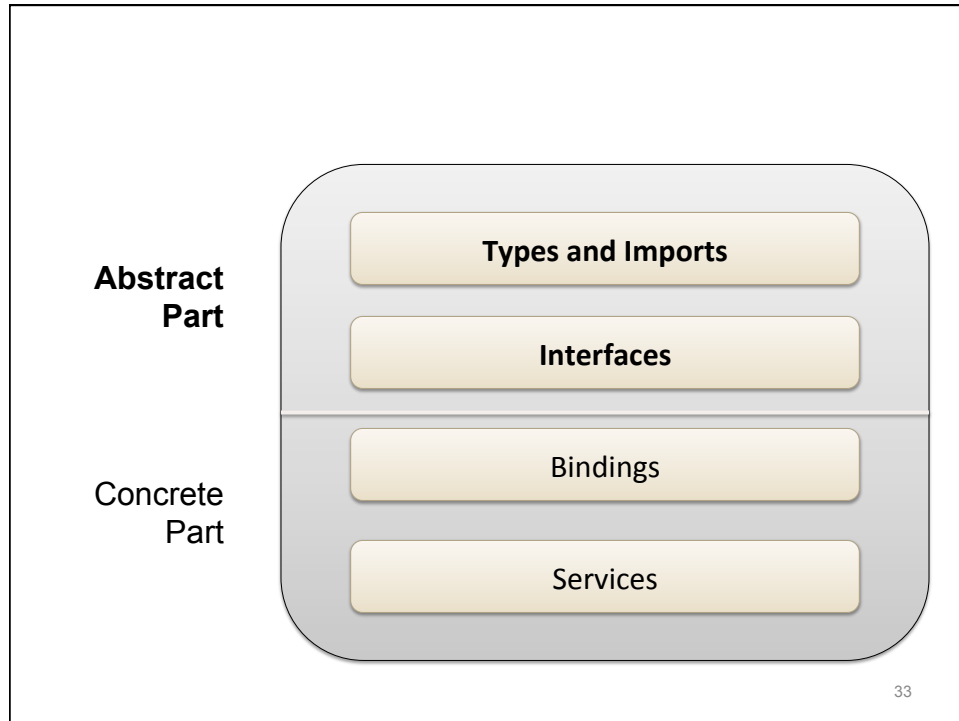 Abstract
Part
Types and Imports
Interfaces
Concrete
Part
Bindings
Services
33